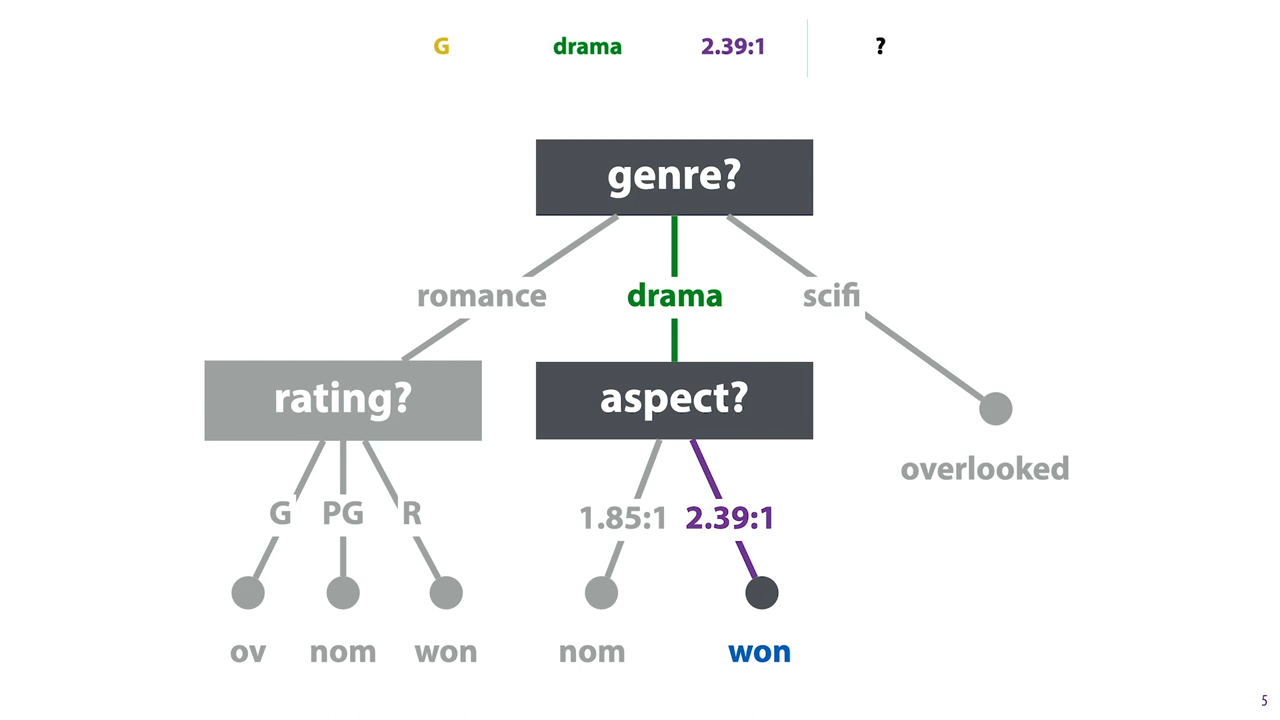 G drama 2.39:1 ?
genre?
romance drama scifi
rating? aspect?
overlooked
G PG R 1.85:1 2.39:1
ov nom won nom won
5